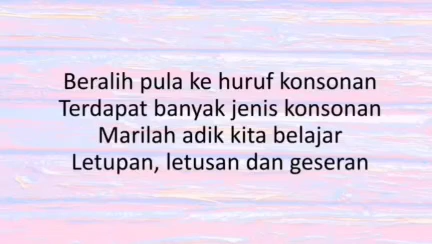 Beralih pula ke huruf konsonan
Terdapat banyak jenis konsonan
Marilah adik kita belajar
Letupan, letusan dan geseran